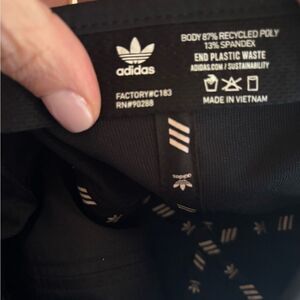 adidas
FACTORY#C183
RN#90288
BODY 87% RECYCLED POLY
13% SPANDEX
END PLASTIC WASTE
ADIDAS.COM / SUSTAINABILITY
MADE IN VIETNAM
adidas